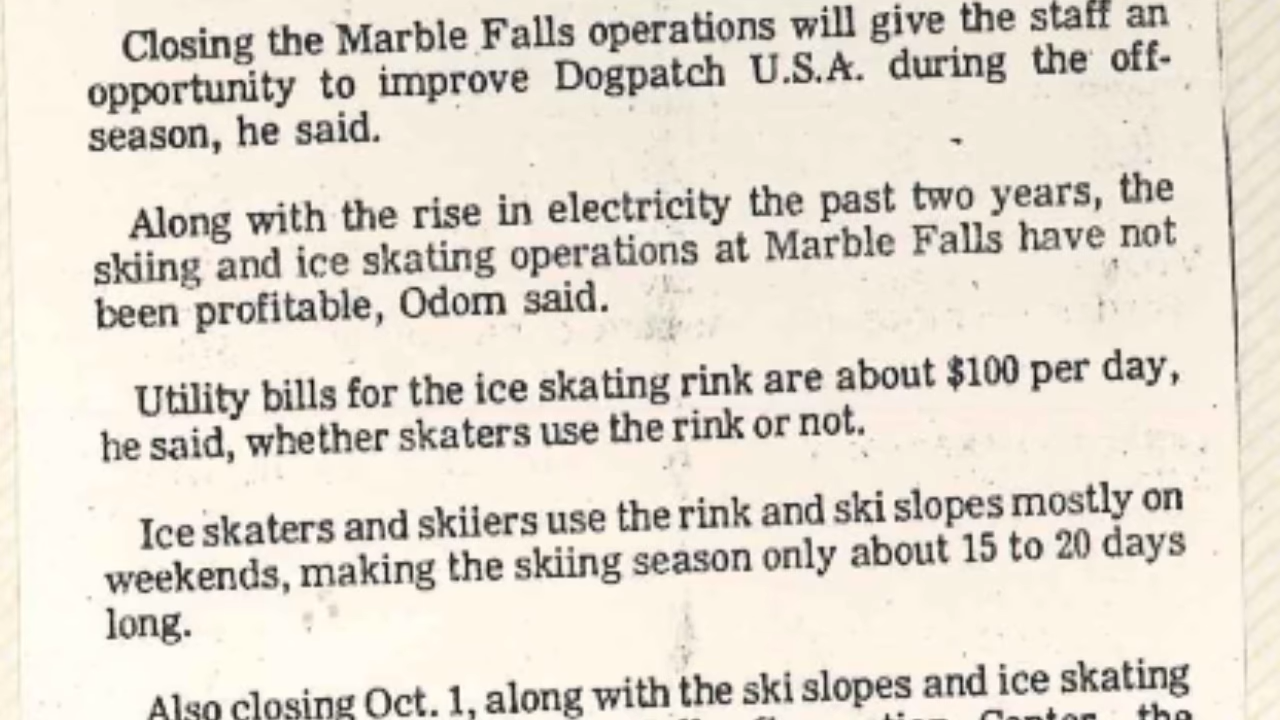 Closing the Marble Falls operations will give the staff an
opportunity to improve Dogpatch U.S.A. during the off-
season, he said.
Along with the rise in electricity the past two years, the
skiing and ice skating operations at Marble Falls have not
been profitable, Odom said.
Utility bills for the ice skating rink are about $100 per day,
he said, whether skaters use the rink or not.
Ice skaters and skiiers use the rink and ski slopes mostly on
weekends, making the skiing season only about 15 to 20 days
long.
Also closing Oct. 1, along with the ski slopes and ice skating
the